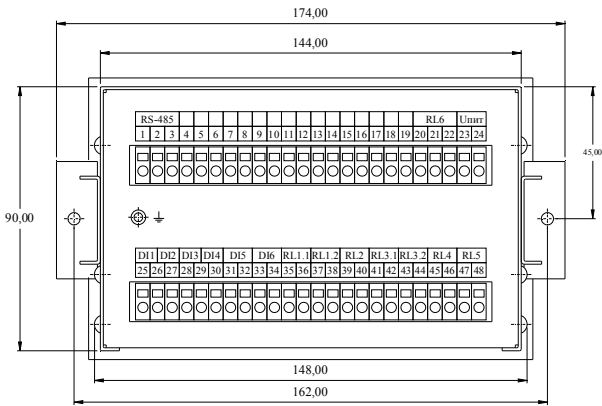 174,00
144,00
RS-485 RL6 Uпит
1 2 3 4 5 6 7 8 9 10 11 12 13 14 15 16 17 18 19 20 21 22 23 24
45,00
90,00
DI1 DI2 DI3 DI4 DI5 DI6 RL1.1 RL1.2 RL2 RL3.1 RL3.2 RL4 RL5
25 26 27 28 29 30 31 32 33 34 35 36 37 38 39 40 41 42 43 44 45 46 47 48
148,00
162,00